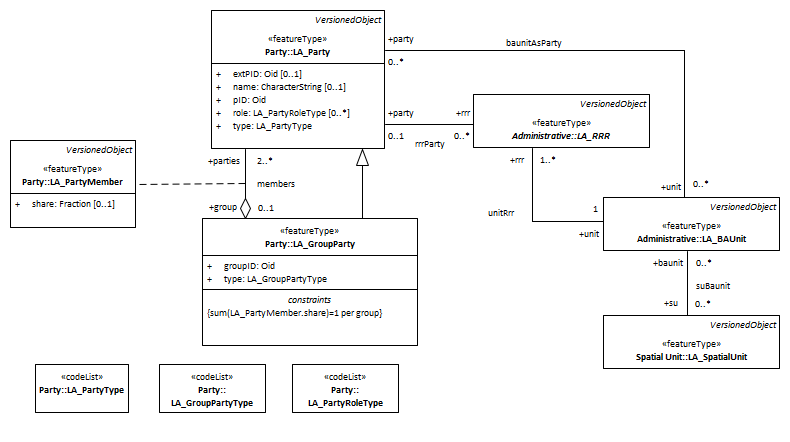 VersionedObject
«featureType»
Party::LA_Party
+ extPID: Oid [0..1]
+ name: CharacterString [0..1]
+ pID: Oid
+ role: LA_PartyRoleType [0..*]
+ type: LA_PartyType
+party
baunitAsParty
0..*
+party
+rrr
0..1
0..*
rrrParty
VersionedObject
«featureType»
Administrative::LA_RRR
+rrr
1..*
VersionedObject
«featureType»
Party::LA_PartyMember
+ share: Fraction [0..1]
+parties
2..*
members
+group
0..1
+unit
0..*
unitRrr
1
+unit
«featureType»
Party::LA_GroupParty
+ groupID: Oid
+ type: LA_GroupPartyType
constraints
{sum(LA_PartyMember.share)=1 per group}
VersionedObject
«featureType»
Administrative::LA_BAUnit
+baunit
0..*
suBaunit
+su
0..*
VersionedObject
«featureType»
Spatial Unit::LA_SpatialUnit
«codeList»
Party::LA_PartyType
«codeList»
Party::
LA_GroupPartyType
«codeList»
Party::
LA_PartyRoleType